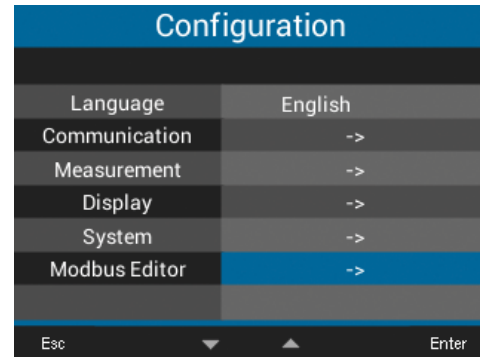 Configuration
Language English
Communication ->
Measurement ->
Display ->
System ->
Modbus Editor ->
Esc Enter